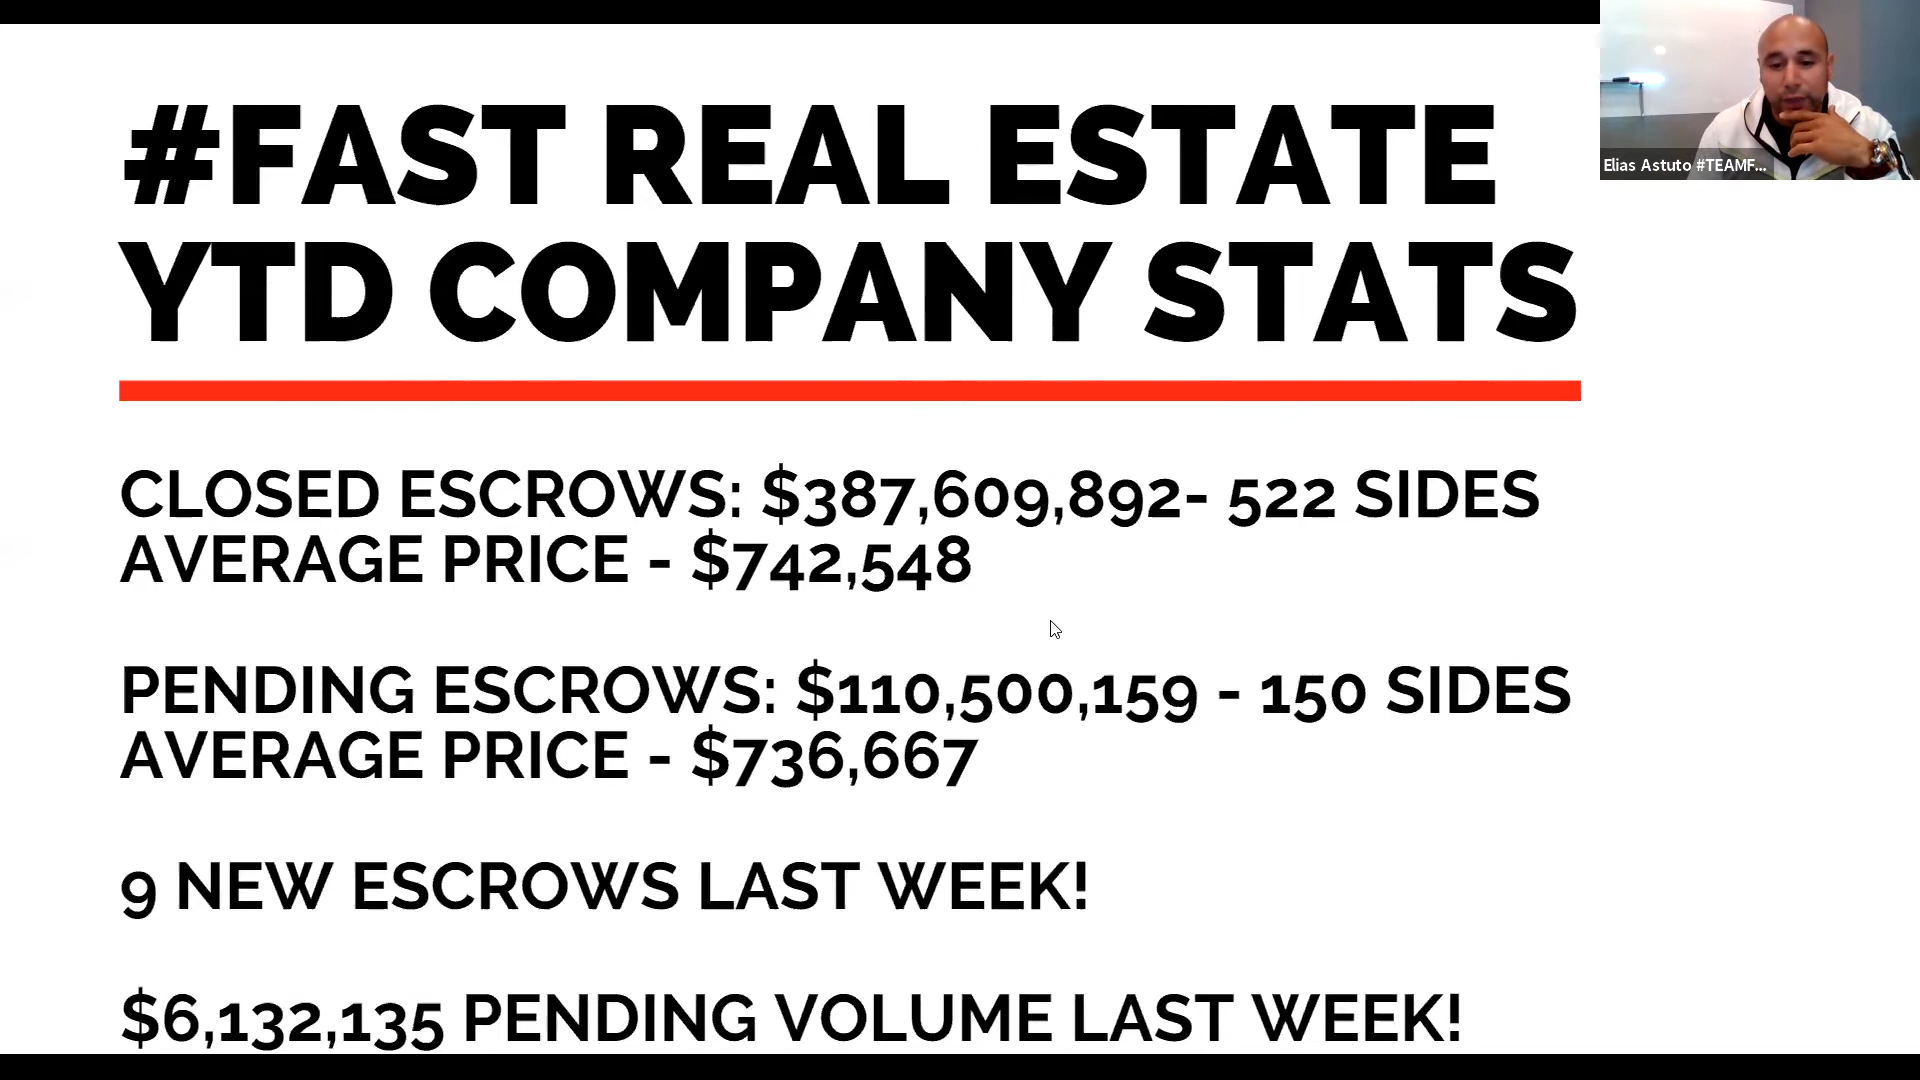 #FAST REAL ESTATE
YTD COMPANY STATS
Elias Astuto #TEAMF...
CLOSED ESCROWS: $387,609,892- 522 SIDES
AVERAGE PRICE - $742,548
PENDING ESCROWS: $110,500,159 - 150 SIDES
AVERAGE PRICE - $736,667
9 NEW ESCROWS LAST WEEK!
$6,132,135 PENDING VOLUME LAST WEEK!